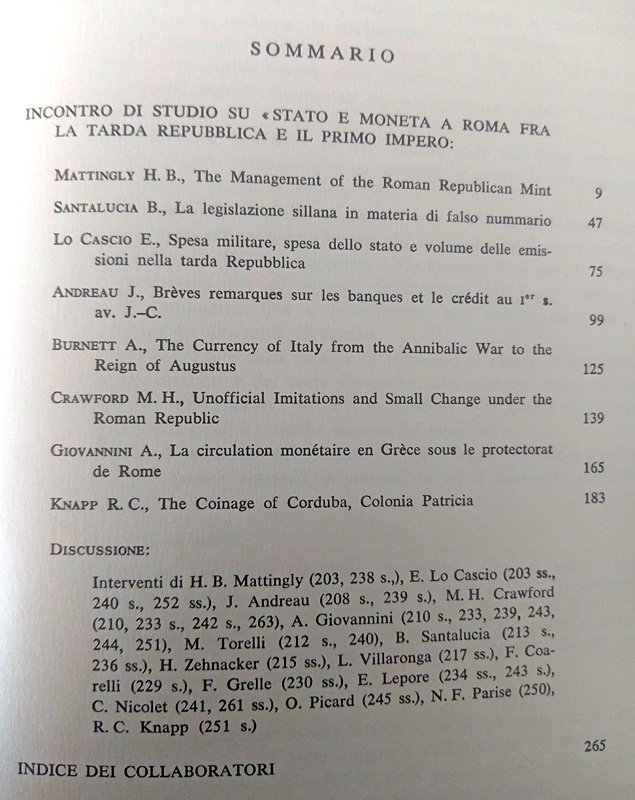 SOMMARIO
INCONTRO DI STUDIO SU «STATO E MONETA A ROMA FRA
LA TARDA REPUBBLICA E IL PRIMO IMPERO:
MATTINGLY H. B., The Management of the Roman Republican Mint 9
SANTALUCIA B., La legislazione sillana in materia di falso nummario 47
LO CASCIO E., Spesa militare, spesa dello stato e volume delle emis-
sioni nella tarda Repubblica 75
ANDREAU J., Brèves remarques sur les banques et le crédit au Ier s.
av. J.-C. 99
BURNETT A., The Currency of Italy from the Annibalic War to the
Reign of Augustus 125
CRAWFORD M. H., Unofficial Imitations and Small Change under the
Roman Republic 139
GIOVANNINI A., La circulation monétaire en Grèce sous le protectorat
de Rome 165
KNAPP R. C., The Coinage of Corduba, Colonia Patricia 183
DISCUSSIONE:
Interventi di H. B. Mattingly (203, 238 s.,), E. Lo Cascio (203 ss.,
240 s., 252 ss.), J. Andreau (208 s., 239 s.), M. H. Crawford
(210, 233 s., 242 s., 263), A. Giovannini (210 s., 233, 239, 243,
244, 251), M. Torelli (212 s., 240), B. Santalucia (213 s.,
236 ss.), H. Zehnacker (215 ss.), L. Villaronga (217 ss.), F. Coa-
relli (229 s.), F. Grelle (230 ss.), E. Lepore (234 ss., 243 s.),
C. Nicolet (241, 261 ss.), O. Picard (245 ss.), N. F. Parise (250),
R. C. Knapp (251 s.)
INDICE DEI COLLABORATORI 265